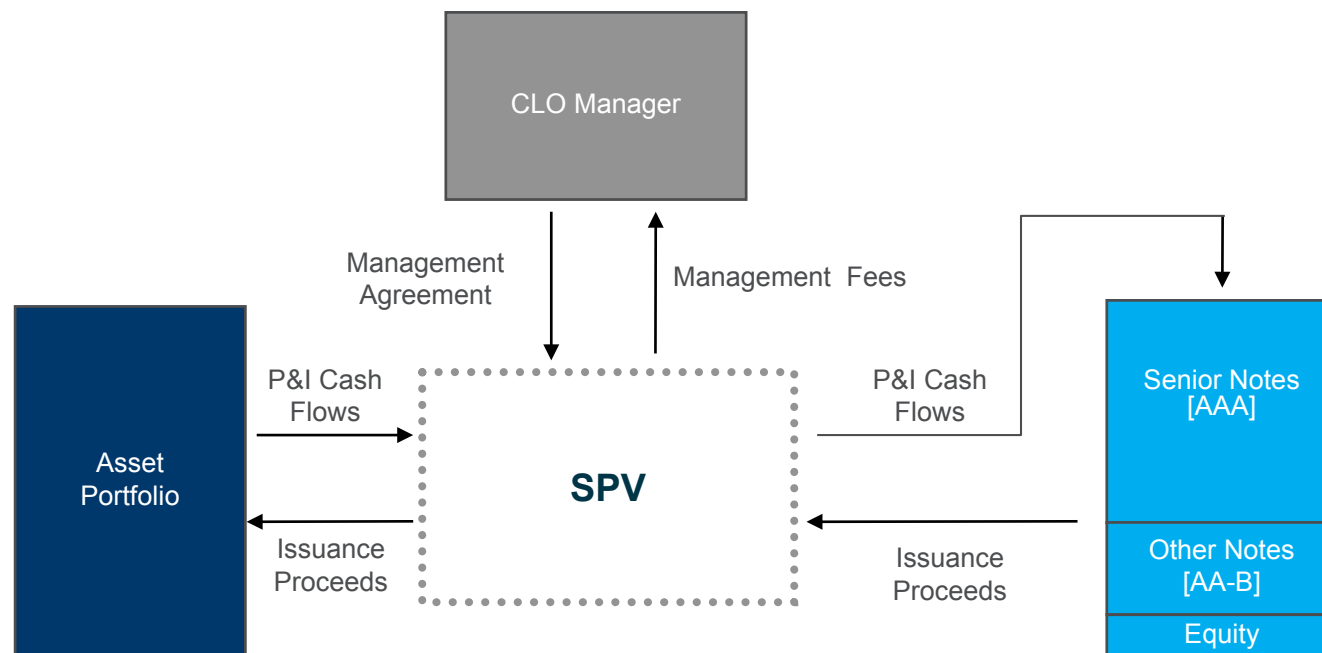 CLO Manager
Management
Agreement
Management Fees
P&I Cash
Flows
P&I Cash
Flows
Senior Notes
[AAA]
Asset
Portfolio
SPV
Issuance
Proceeds
Issuance
Proceeds
Other Notes
[AA-B]
Equity